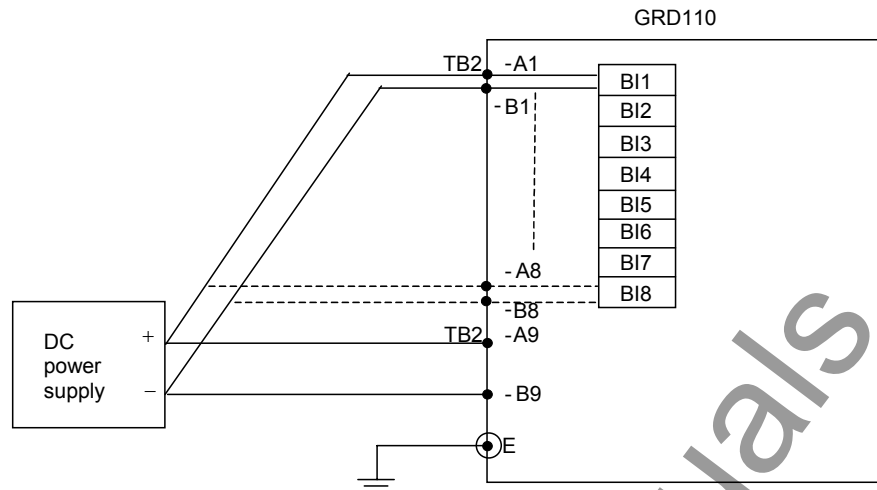 GRD110
TB2 -A1
-B1
BI1
BI2
BI3
BI4
BI5
BI6
BI7
BI8
-A8
-B8
TB2 -A9
-B9
E
DC
power
supply
+
−
uals